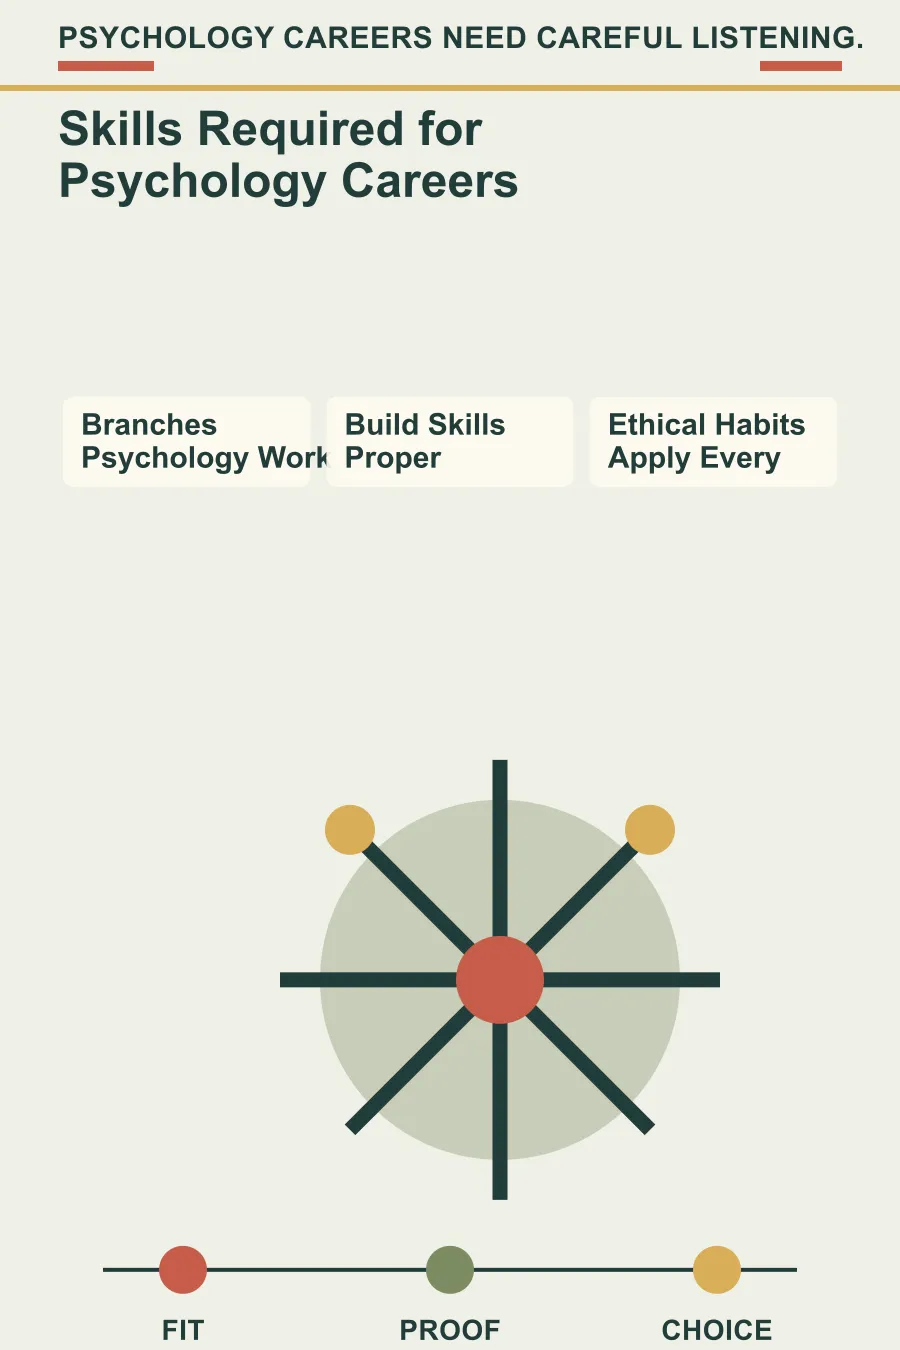 PSYCHOLOGY CAREERS NEED CAREFUL LISTENING.
Skills Required for
Psychology Careers
Branches
Psychology Work
Build Skills
Proper
Ethical Habits
Apply Every
FIT
PROOF
CHOICE